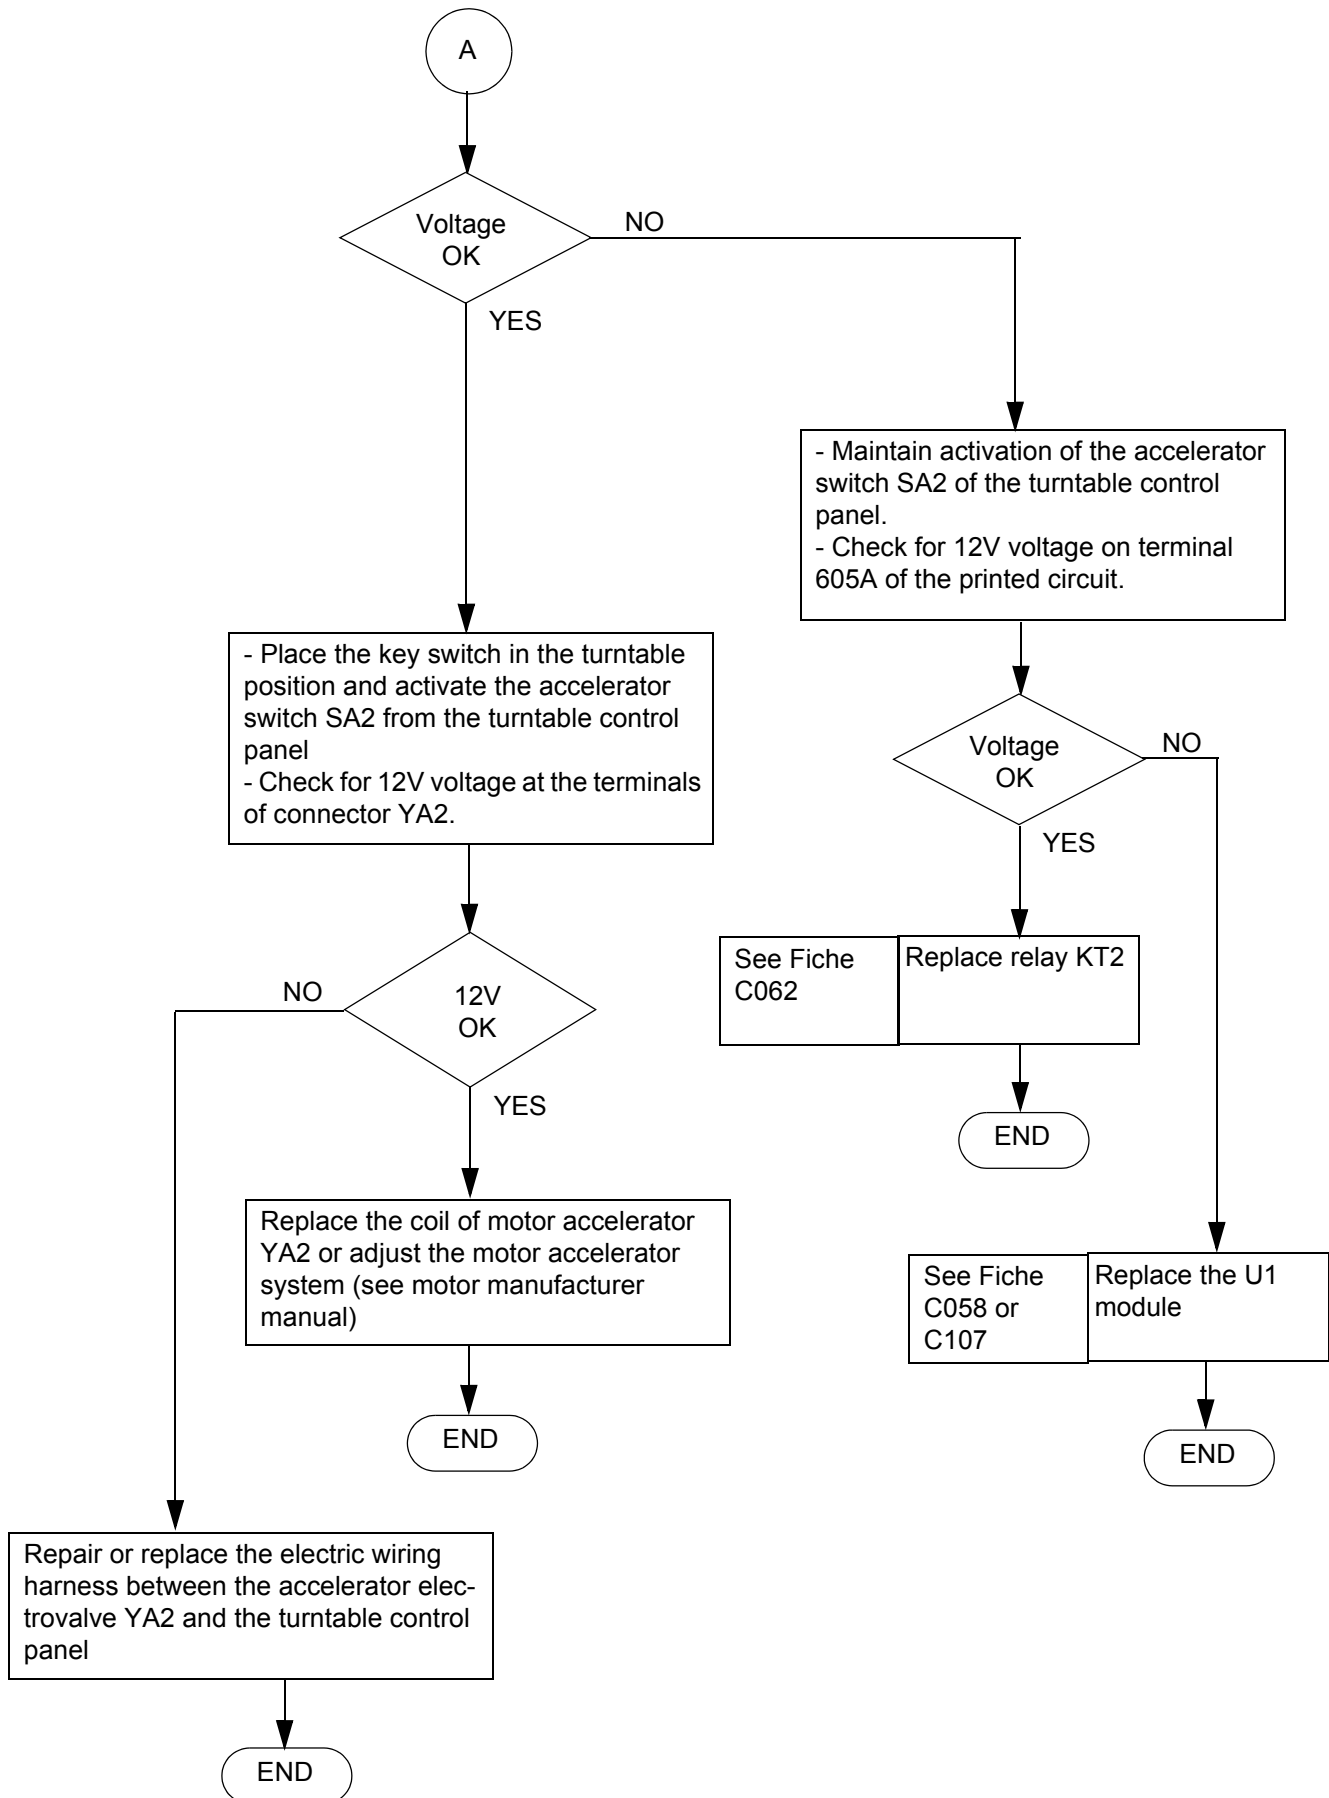 A
Voltage
OK
NO
YES
- Maintain activation of the accelerator
switch SA2 of the turntable control
panel.
- Check for 12V voltage on terminal
605A of the printed circuit.
- Place the key switch in the turntable
position and activate the accelerator
switch SA2 from the turntable control
panel
- Check for 12V voltage at the terminals
of connector YA2.
Voltage
OK
NO
YES
See Fiche
C062
Replace relay KT2
END
12V
OK
NO
YES
Replace the coil of motor accelerator
YA2 or adjust the motor accelerator
system (see motor manufacturer
manual)
END
See Fiche
C058 or
C107
Replace the U1
module
END
Repair or replace the electric wiring
harness between the accelerator elec-
trovalve YA2 and the turntable control
panel
END